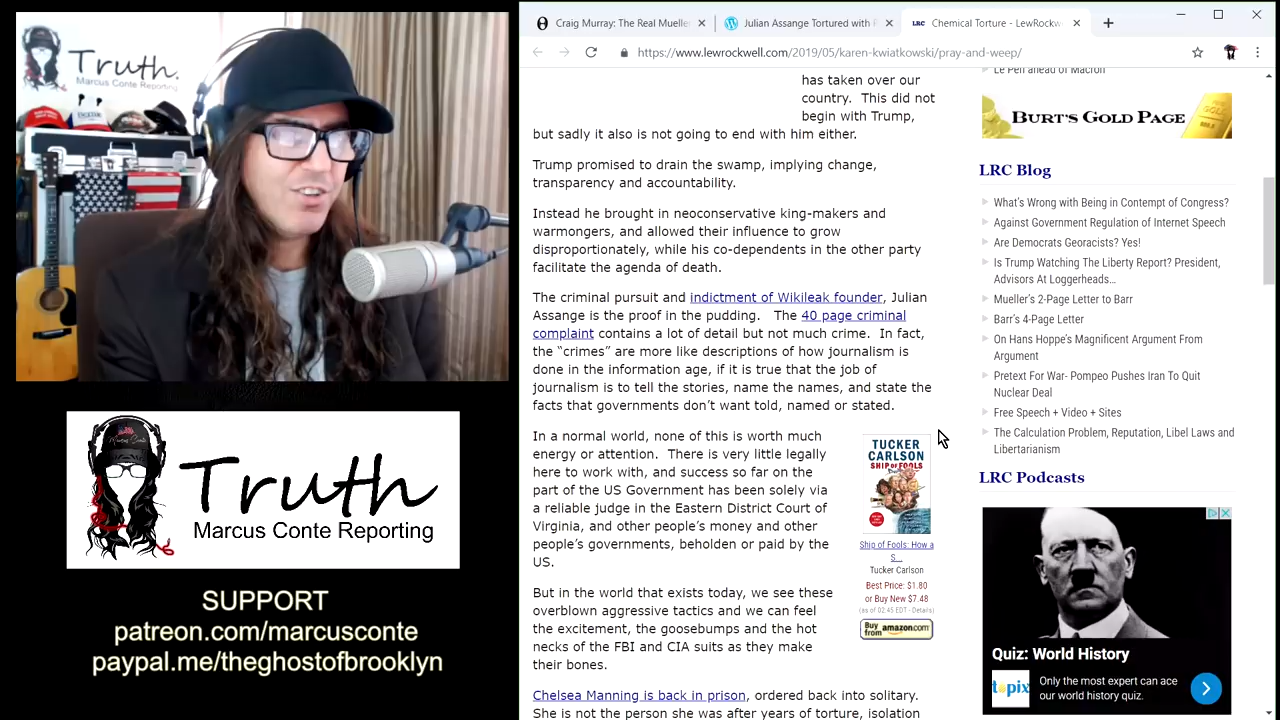 Truth.
Marcus Conte Reporting
Truth
Marcus Conte Reporting
SUPPORT
patreon.com/marcusconte
paypal.me/theghostofbrooklyn
Craig Murray: The Real Mueller
Julian Assange Tortured with P
LRC Chemical Torture - LewRockw
https://www.lewrockwell.com/2019/05/karen-kwiatkowski/pray-and-weep/
has taken over our
country. This did not
begin with Trump,
but sadly it also is not going to end with him either.
Trump promised to drain the swamp, implying change,
transparency and accountability.
Instead he brought in neoconservative king-makers and
warmongers, and allowed their influence to grow
disproportionately, while his co-dependents in the other party
facilitate the agenda of death.
The criminal pursuit and indictment of Wikileak founder, Julian
Assange is the proof in the pudding. The 40 page criminal
complaint contains a lot of detail but not much crime. In fact,
the “crimes” are more like descriptions of how journalism is
done in the information age, if it is true that the job of
journalism is to tell the stories, name the names, and state the
facts that governments don’t want told, named or stated.
In a normal world, none of this is worth much
energy or attention. There is very little legally
here to work with, and success so far on the
part of the US Government has been solely via
a reliable judge in the Eastern District Court of
Virginia, and other people’s money and other
people’s governments, beholden or paid by the
US.
But in the world that exists today, we see these
overblown aggressive tactics and we can feel
the excitement, the goosebumps and the hot
necks of the FBI and CIA suits as they make
their bones.
Chelsea Manning is back in prison, ordered back into solitary.
She is not the person she was after years of torture, isolation
TUCKER
CARLSON
SHIP OF FOOLS
Ship of Fools: How a
S...
Tucker Carlson
Best Price: $1.80
or Buy New $7.48
(as of 02:45 EDT - Details)
Buy from amazon.com
Le Pen ahead of Macron
BURT'S GOLD PAGE
LRC Blog
What’s Wrong with Being in Contempt of Congress?
Against Government Regulation of Internet Speech
Are Democrats Georacists? Yes!
Is Trump Watching The Liberty Report? President,
Advisors At Loggerheads…
Mueller’s 2-Page Letter to Barr
Barr’s 4-Page Letter
On Hans Hoppe’s Magnificent Argument From
Argument
Pretext For War- Pompeo Pushes Iran To Quit
Nuclear Deal
Free Speech + Video + Sites
The Calculation Problem, Reputation, Libel Laws and
Libertarianism
LRC Podcasts
Quiz: World History
topix
Only the most expert can ace
our world history quiz.